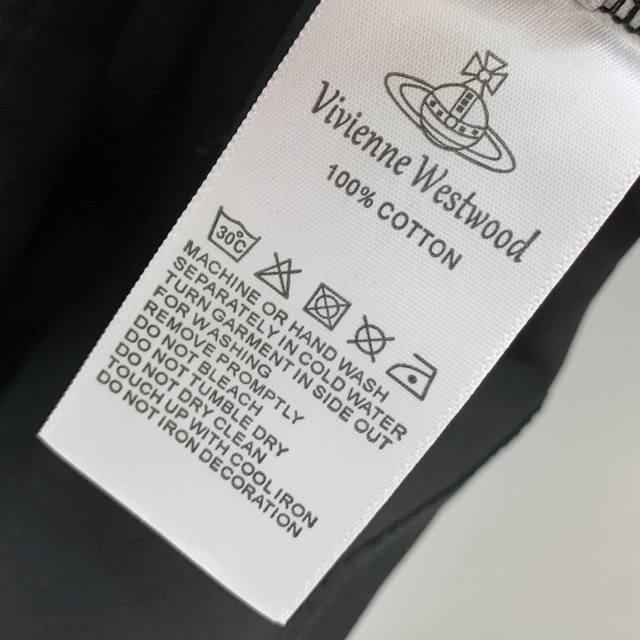 Vivienne Westwood
100% COTTON
30°C
MACHINE OR HAND WASH
SEPARATELY IN COLD WATER
TURN GARMENT IN SIDE OUT
FOR WASHING
REMOVE PROMPTLY
DO NOT BLEACH
DO NOT TUMBLE DRY
DO NOT DRY CLEAN
TOUCH UP WITH COOL IRON
DO NOT IRON DECORATION